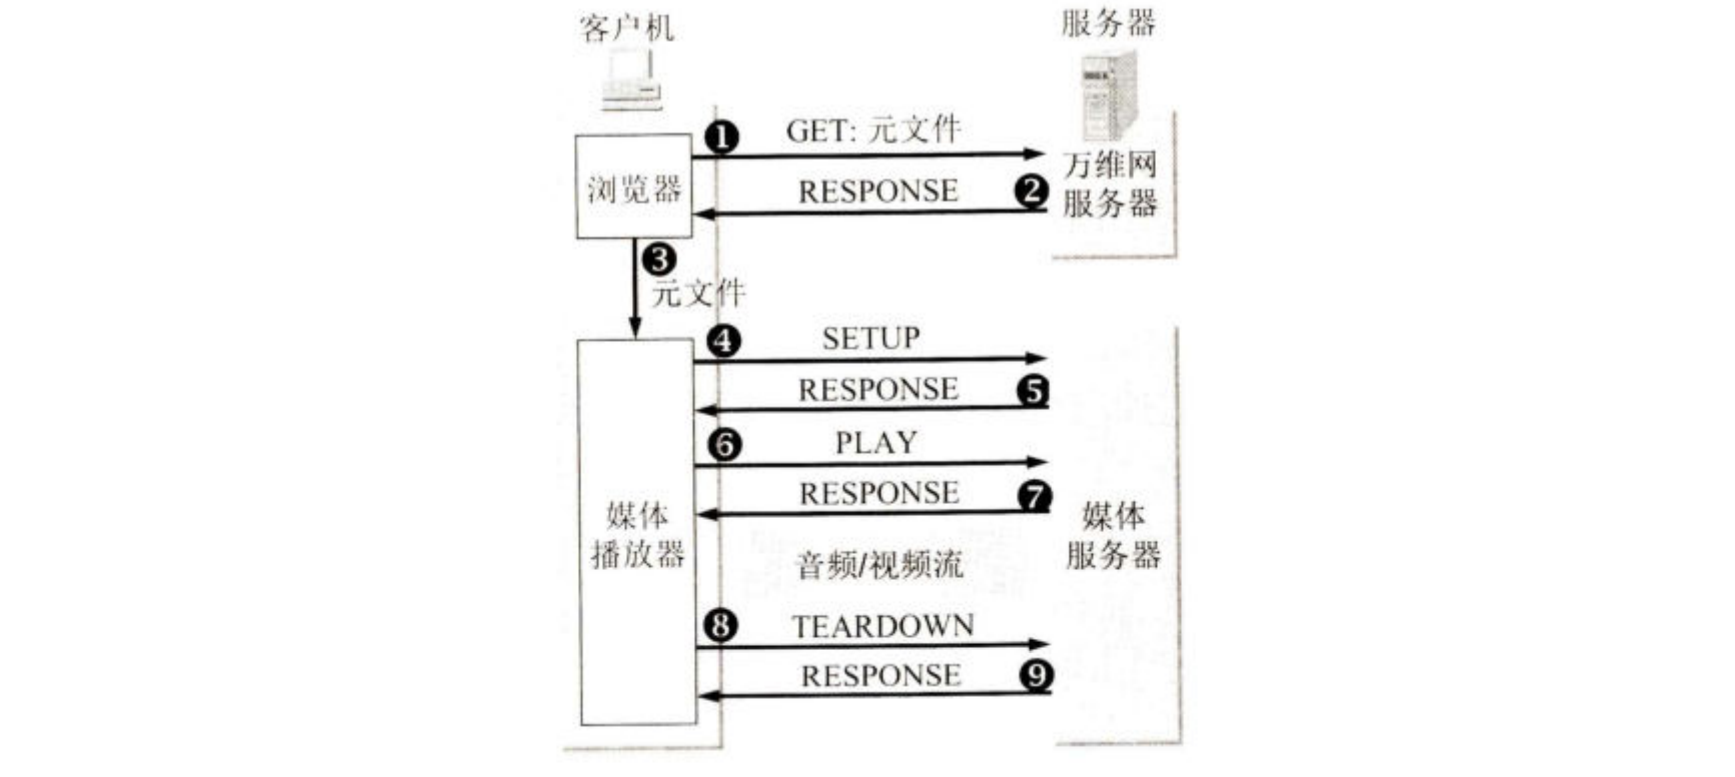 客户机
服务器
❶ GET: 元文件
浏览器
RESPONSE ❷
万维网
服务器
❸
元文件
❹ SETUP
RESPONSE ❺
❻ PLAY
RESPONSE ❼
媒体
播放器
音频/视频流
媒体
服务器
❽ TEARDOWN
RESPONSE ❾